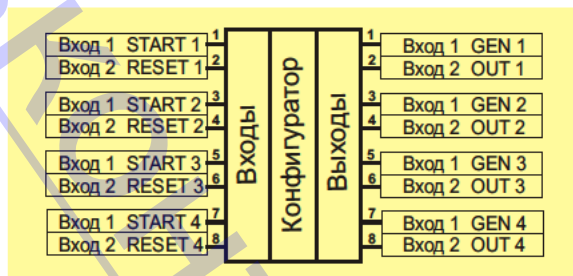 Вход 1 START 1 1
Вход 2 RESET 1 2
Вход 1 START 2 3
Вход 2 RESET 2 4
Вход 1 START 3 5
Вход 2 RESET 3 6
Вход 1 START 4 7
Вход 2 RESET 4 8
Входы
Конфигуратор
Выходы
1 Вход 1 GEN 1
2 Вход 2 OUT 1
3 Вход 1 GEN 2
4 Вход 2 OUT 2
5 Вход 1 GEN 3
6 Вход 2 OUT 3
7 Вход 1 GEN 4
8 Вход 2 OUT 4